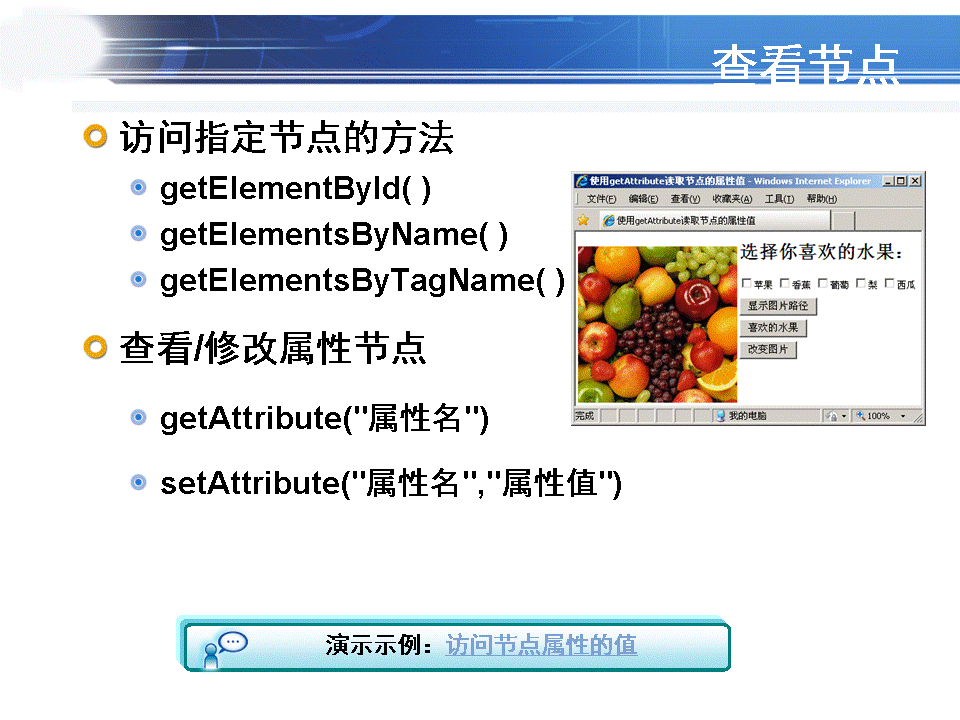 查看节点
访问指定节点的方法
getElementById( )
getElementsByName( )
getElementsByTagName( )
查看/修改属性节点
getAttribute("属性名")
setAttribute("属性名","属性值")
使用getAttribute读取节点的属性值 - Windows Internet Explorer
文件(F) 编辑(E) 查看(V) 收藏夹(A) 工具(T) 帮助(H)
使用getAttribute读取节点的属性值
选择你喜欢的水果：
苹果 香蕉 葡萄 梨 西瓜
显示图片路径
喜欢的水果
改变图片
完成 我的电脑 100%
演示示例：访问节点属性的值